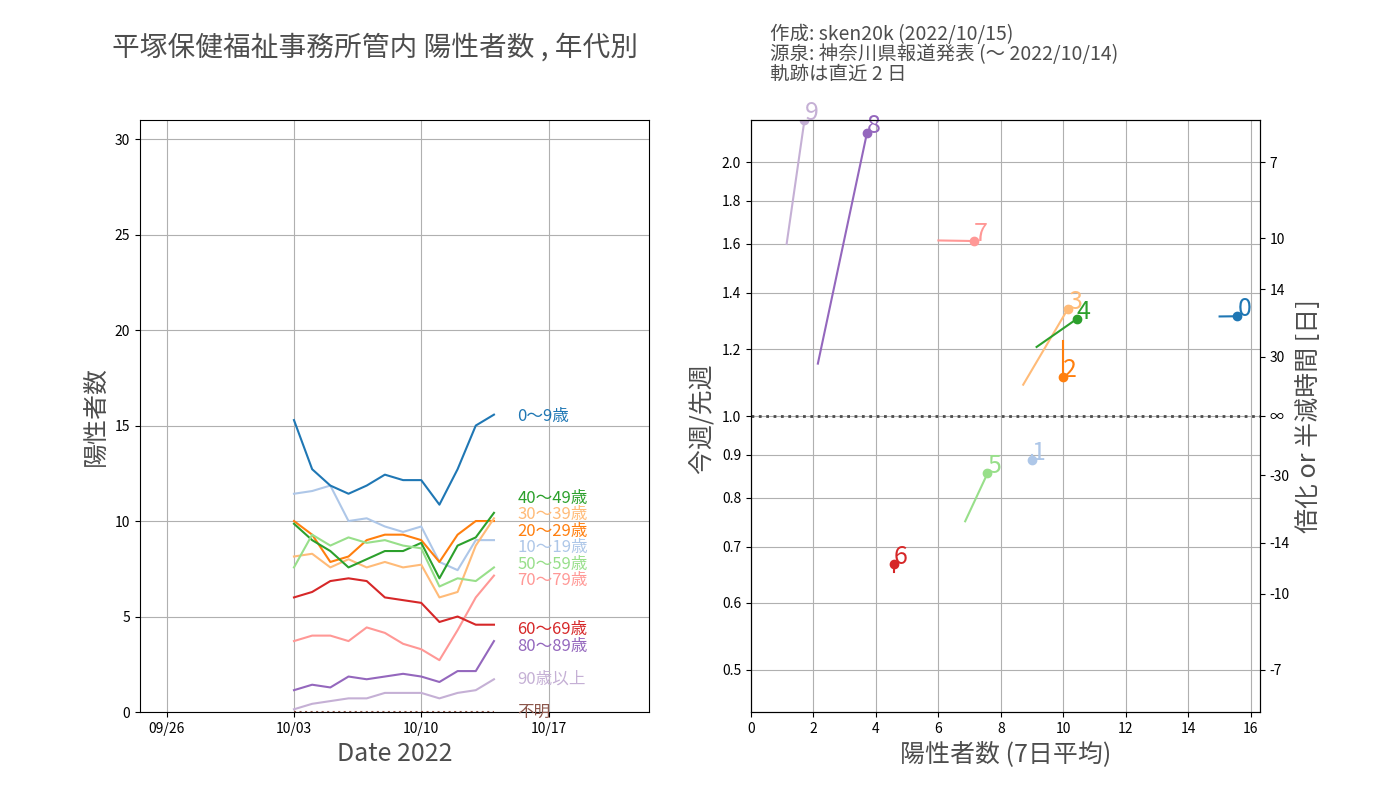 平塚保健福祉事務所管内 陽性者数 , 年代別
作成: sken20k (2022/10/15)
源泉: 神奈川県報道発表 (〜 2022/10/14)
軌跡は直近 2 日
陽性者数
30
25
20
15
10
5
0
09/26
10/03
10/10
10/17
Date 2022
0〜9歳
40〜49歳
30〜39歳
20〜29歳
10〜19歳
50〜59歳
70〜79歳
60〜69歳
80〜89歳
90歳以上
不明
今週/先週
2.0
1.8
1.6
1.4
1.2
1.0
0.9
0.8
0.7
0.6
0.5
0
2
4
6
8
10
12
14
16
陽性者数 (7日平均)
9
8
7
3
4
0
2
1
5
6
7
10
14
30
∞
-30
-14
-10
-7
倍化 or 半減時間 [日]